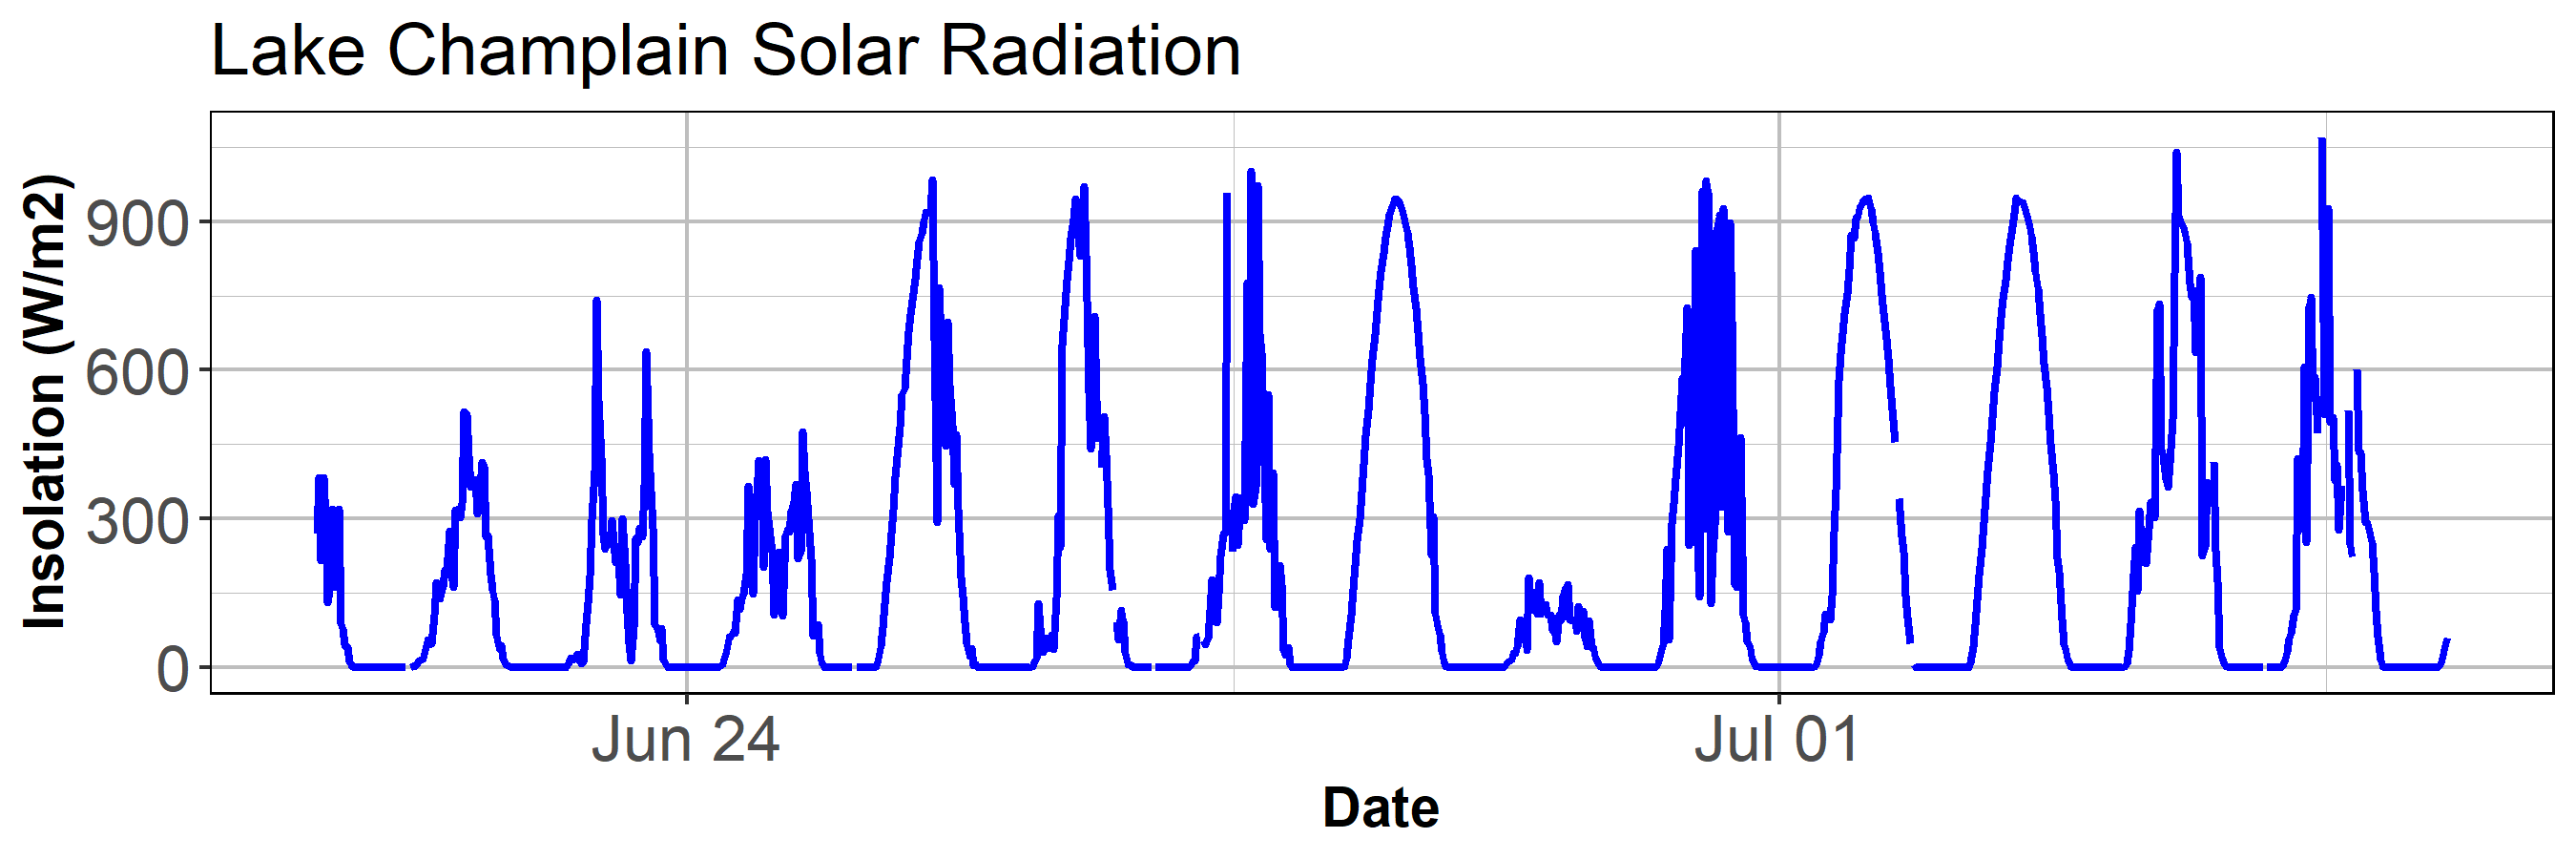 Lake Champlain Solar Radiation
Insolation (W/m2)
900
600
300
0
Jun 24
Jul 01
Date